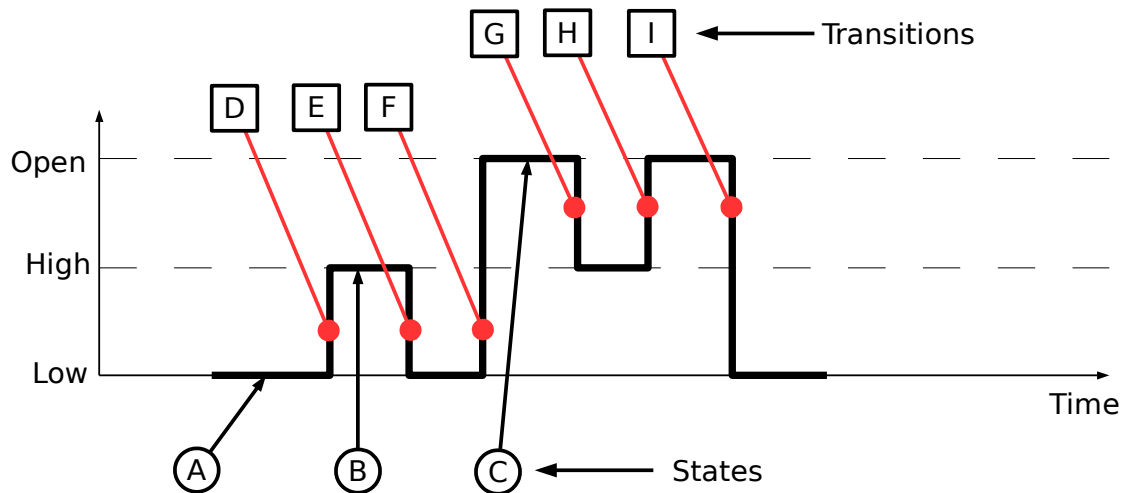 G H I Transitions
D E F
Open
High
Low
Time
A B C States